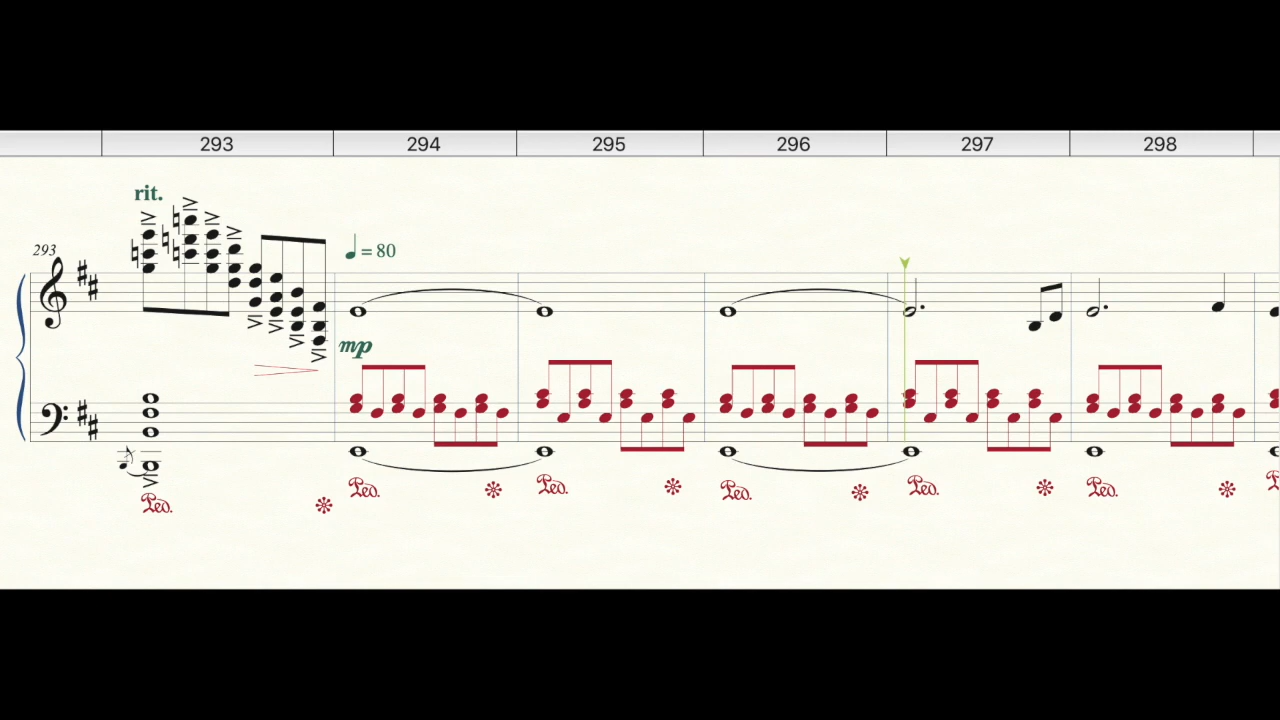 293 294 295 296 297 298
rit.
293
= 80
mp
Ped. Ped. Ped. Ped. Ped. Ped.